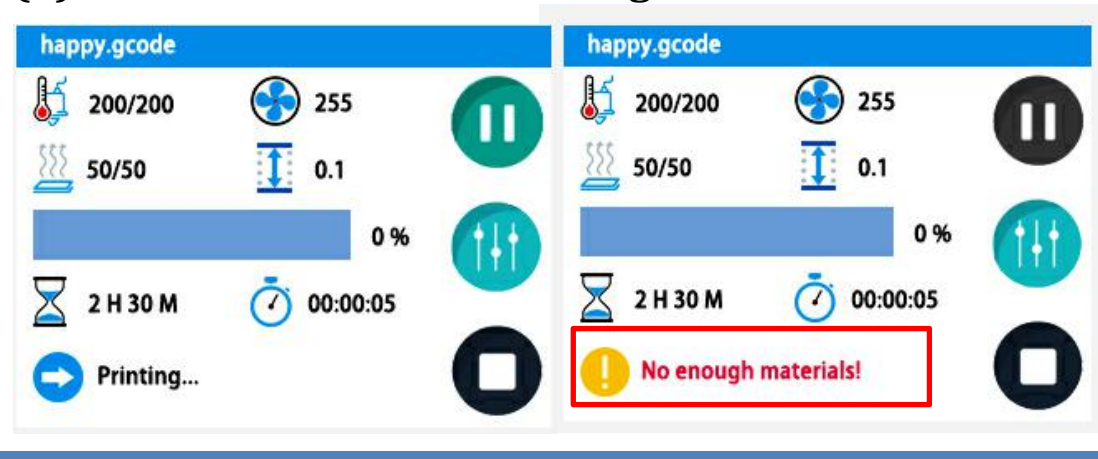 happy.gcode
200/200 255
50/50 0.1
0 %
2 H 30 M 00:00:05
Printing...
happy.gcode
200/200 255
50/50 0.1
0 %
2 H 30 M 00:00:05
No enough materials!